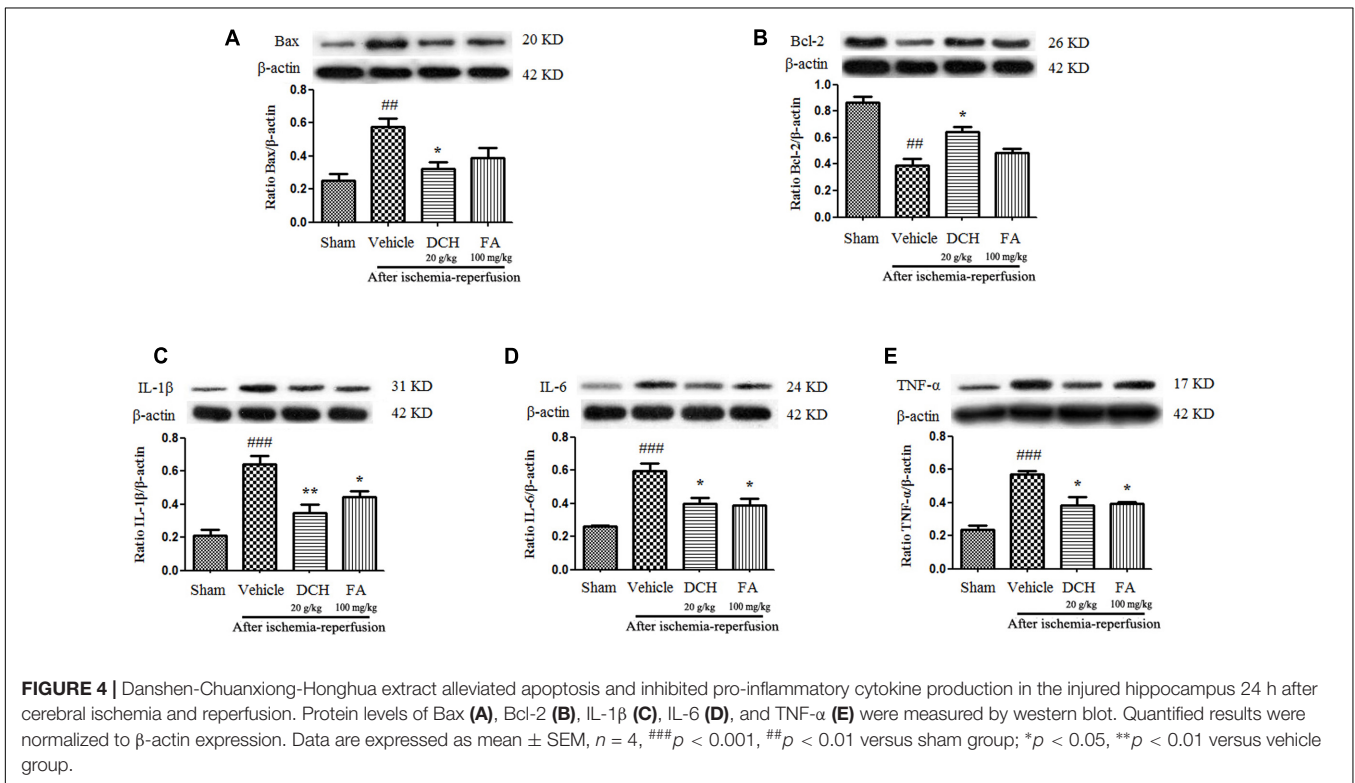 A
Bax
20 KD
β-actin
42 KD
Ratio Bax/β-actin
0.8
0.6
0.4
0.2
0.0
##
*
Sham Vehicle DCH FA
20 g/kg 100 mg/kg
After ischemia-reperfusion
B
Bcl-2
26 KD
β-actin
42 KD
Ratio Bcl-2/β-actin
1.0
0.8
0.6
0.4
0.2
0.0
##
*
Sham Vehicle DCH FA
20 g/kg 100 mg/kg
After ischemia-reperfusion
C
IL-1β
31 KD
β-actin
42 KD
Ratio IL-1β/β-actin
0.8
0.6
0.4
0.2
0.0
###
**
*
Sham Vehicle DCH FA
20 g/kg 100 mg/kg
After ischemia-reperfusion
D
IL-6
24 KD
β-actin
42 KD
Ratio IL-6/β-actin
0.8
0.6
0.4
0.2
0.0
###
*
*
Sham Vehicle DCH FA
20 g/kg 100 mg/kg
After ischemia-reperfusion
E
TNF-α
17 KD
β-actin
42 KD
Ratio TNF-α/β-actin
0.8
0.6
0.4
0.2
0.0
###
*
*
Sham Vehicle DCH FA
20 g/kg 100 mg/kg
After ischemia-reperfusion
FIGURE 4 | Danshen-Chuanxiong-Honghua extract alleviated apoptosis and inhibited pro-inflammatory cytokine production in the injured hippocampus 24 h after
cerebral ischemia and reperfusion. Protein levels of Bax (A), Bcl-2 (B), IL-1β (C), IL-6 (D), and TNF-α (E) were measured by western blot. Quantified results were
normalized to β-actin expression. Data are expressed as mean ± SEM, n = 4, ###p < 0.001, ##p < 0.01 versus sham group; *p < 0.05, **p < 0.01 versus vehicle
group.